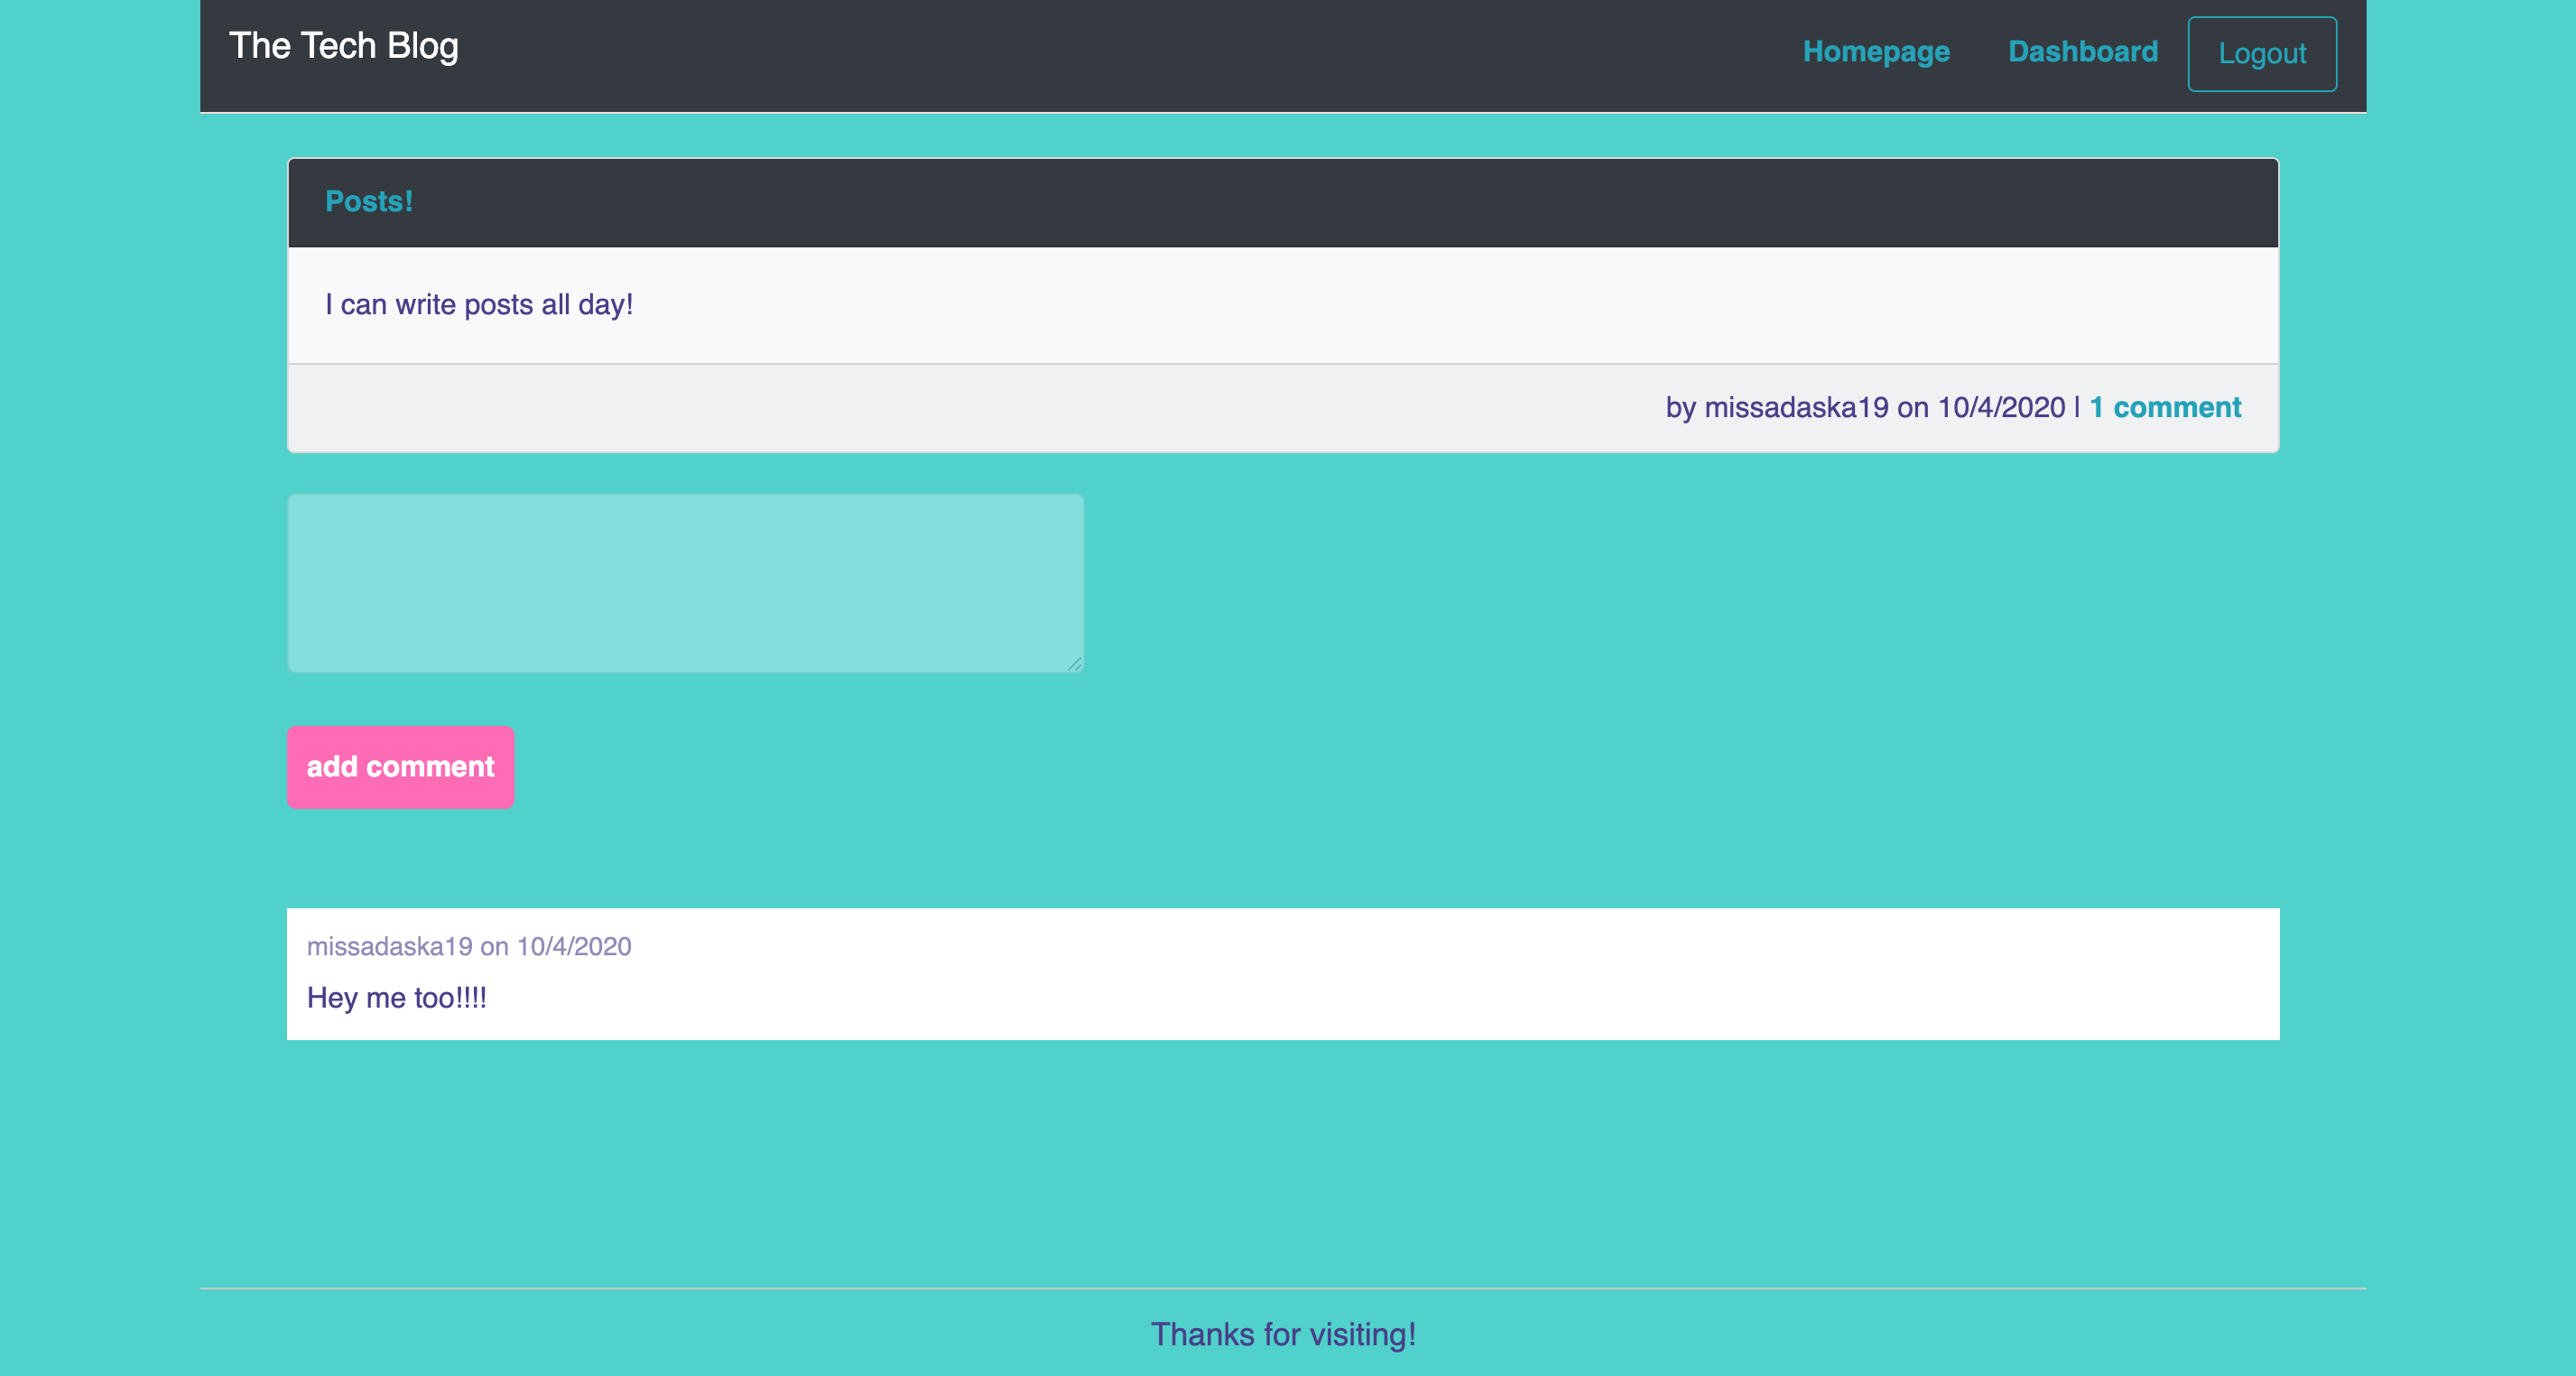 The Tech Blog
Homepage Dashboard Logout
Posts!
I can write posts all day!
by missadaska19 on 10/4/2020 | 1 comment
add comment
missadaska19 on 10/4/2020
Hey me too!!!!
Thanks for visiting!